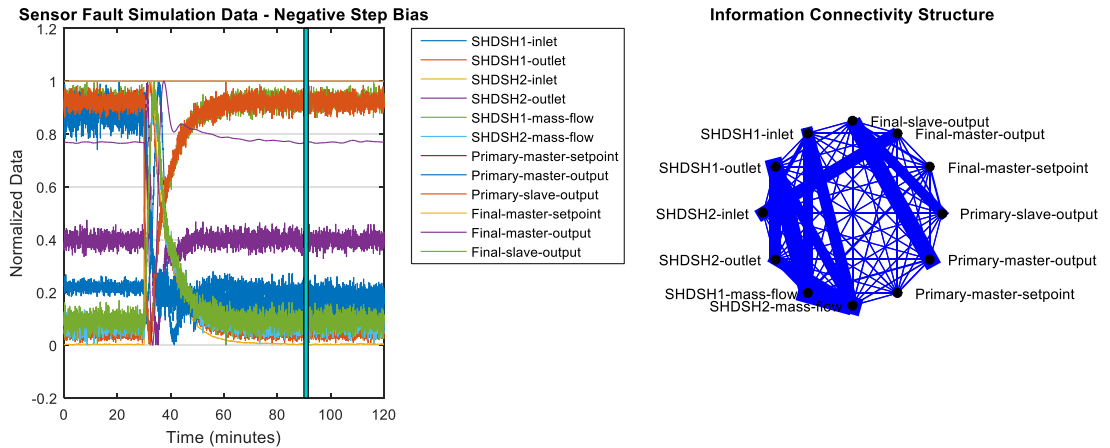 Sensor Fault Simulation Data - Negative Step Bias
1.2
1
0.8
0.6
0.4
0.2
0
-0.2
Normalized Data
0
20
40
60
80
100
120
Time (minutes)
SHDSH1-inlet
SHDSH1-outlet
SHDSH2-inlet
SHDSH2-outlet
SHDSH1-mass-flow
SHDSH2-mass-flow
Primary-master-setpoint
Primary-master-output
Primary-slave-output
Final-master-setpoint
Final-master-output
Final-slave-output
Information Connectivity Structure
Final-slave-output
SHDSH1-inlet
Final-master-output
SHDSH1-outlet
Final-master-setpoint
SHDSH2-inlet
Primary-slave-output
SHDSH2-outlet
Primary-master-output
SHDSH1-mass-flow
Primary-master-setpoint
SHDSH2-mass-flow